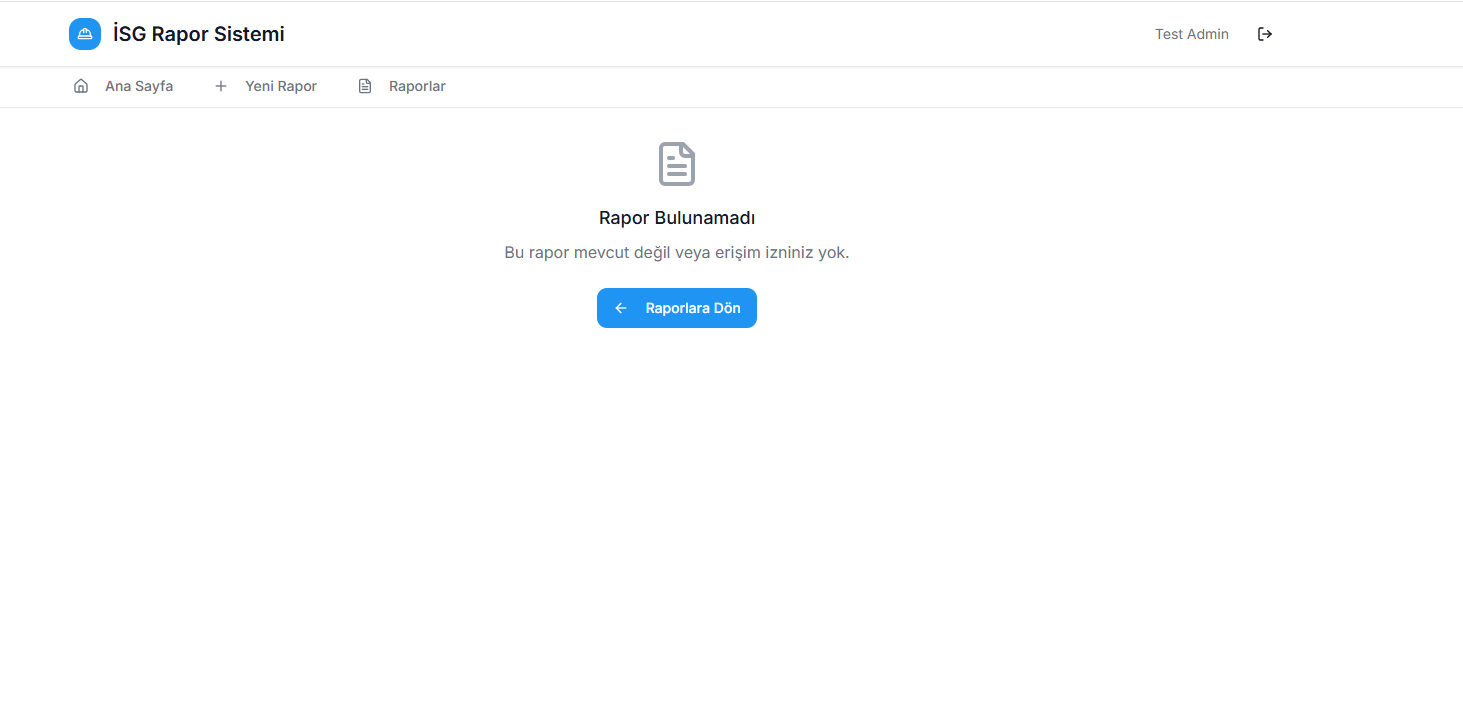 İSG Rapor Sistemi
Test Admin
Ana Sayfa
Yeni Rapor
Raporlar
Rapor Bulunamadı
Bu rapor mevcut değil veya erişim izniniz yok.
Raporlara Dön